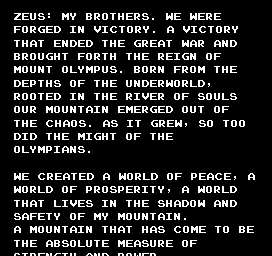 ZEUS: MY BROTHERS. WE WERE
FORGED IN VICTORY. A VICTORY
THAT ENDED THE GREAT WAR AND
BROUGHT FORTH THE REIGN OF
MOUNT OLYMPUS. BORN FROM THE
DEPTHS OF THE UNDERWORLD,
ROOTED IN THE RIVER OF SOULS
OUR MOUNTAIN EMERGED OUT OF
THE CHAOS. AS IT GREW, SO TOO
DID THE MIGHT OF THE
OLYMPIANS.

WE CREATED A WORLD OF PEACE, A
WORLD OF PROSPERITY, A WORLD
THAT LIVES IN THE SHADOW AND
SAFETY OF MY MOUNTAIN.
A MOUNTAIN THAT HAS COME TO BE
THE ABSOLUTE MEASURE OF
STRENGTH AND POWER